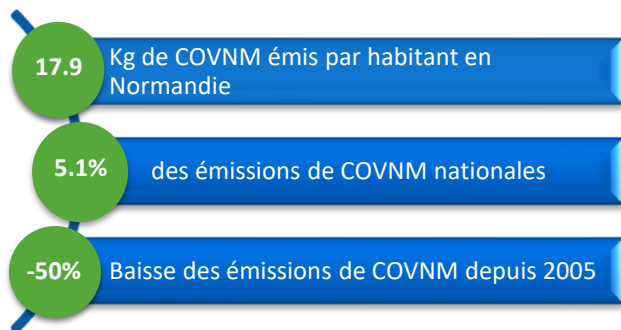 17.9
Kg de COVNM émis par habitant en
Normandie
5.1%
des émissions de COVNM nationales
-50%
Baisse des émissions de COVNM depuis 2005